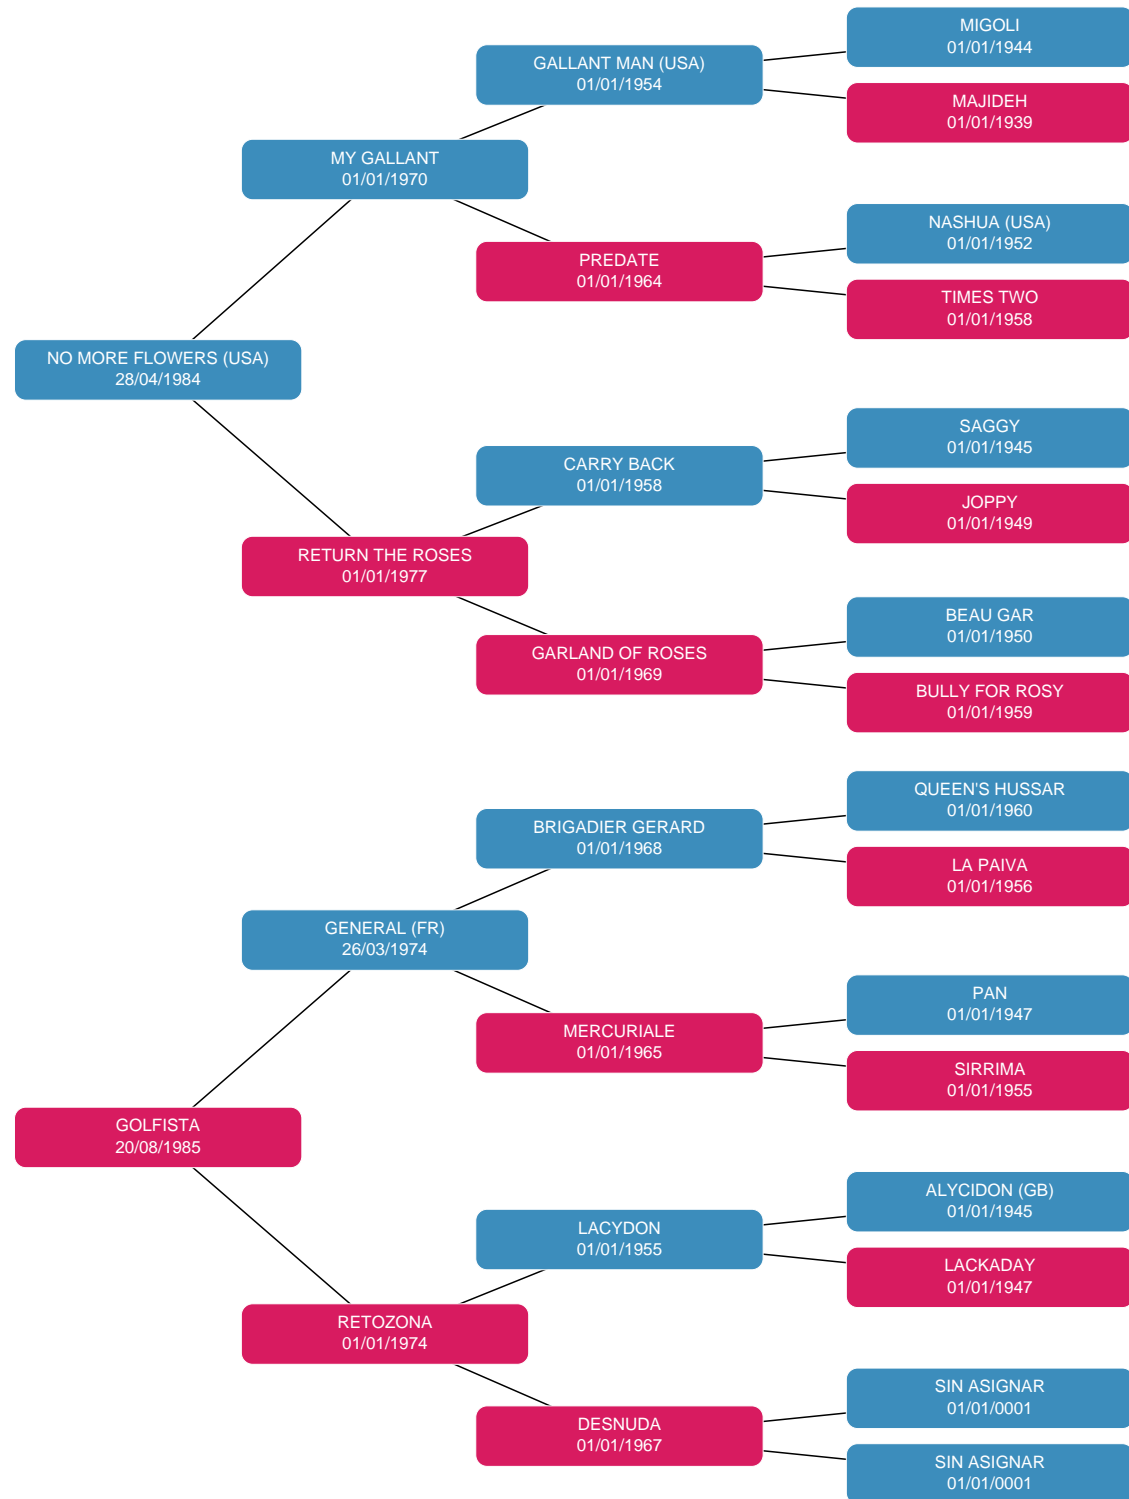 MIGOLI
01/01/1944
GALLANT MAN (USA)
01/01/1954
MAJIDEH
01/01/1939
MY GALLANT
01/01/1970
NASHUA (USA)
01/01/1952
PREDATE
01/01/1964
TIMES TWO
01/01/1958
NO MORE FLOWERS (USA)
28/04/1984
SAGGY
01/01/1945
CARRY BACK
01/01/1958
JOPPY
01/01/1949
RETURN THE ROSES
01/01/1977
BEAU GAR
01/01/1950
GARLAND OF ROSES
01/01/1969
BULLY FOR ROSY
01/01/1959
QUEEN'S HUSSAR
01/01/1960
BRIGADIER GERARD
01/01/1968
LA PAIVA
01/01/1956
GENERAL (FR)
26/03/1974
PAN
01/01/1947
MERCURIALE
01/01/1965
SIRRIMA
01/01/1955
GOLFISTA
20/08/1985
ALYCIDON (GB)
01/01/1945
LACYDON
01/01/1955
LACKADAY
01/01/1947
RETOZONA
01/01/1974
SIN ASIGNAR
01/01/0001
DESNUDA
01/01/1967
SIN ASIGNAR
01/01/0001